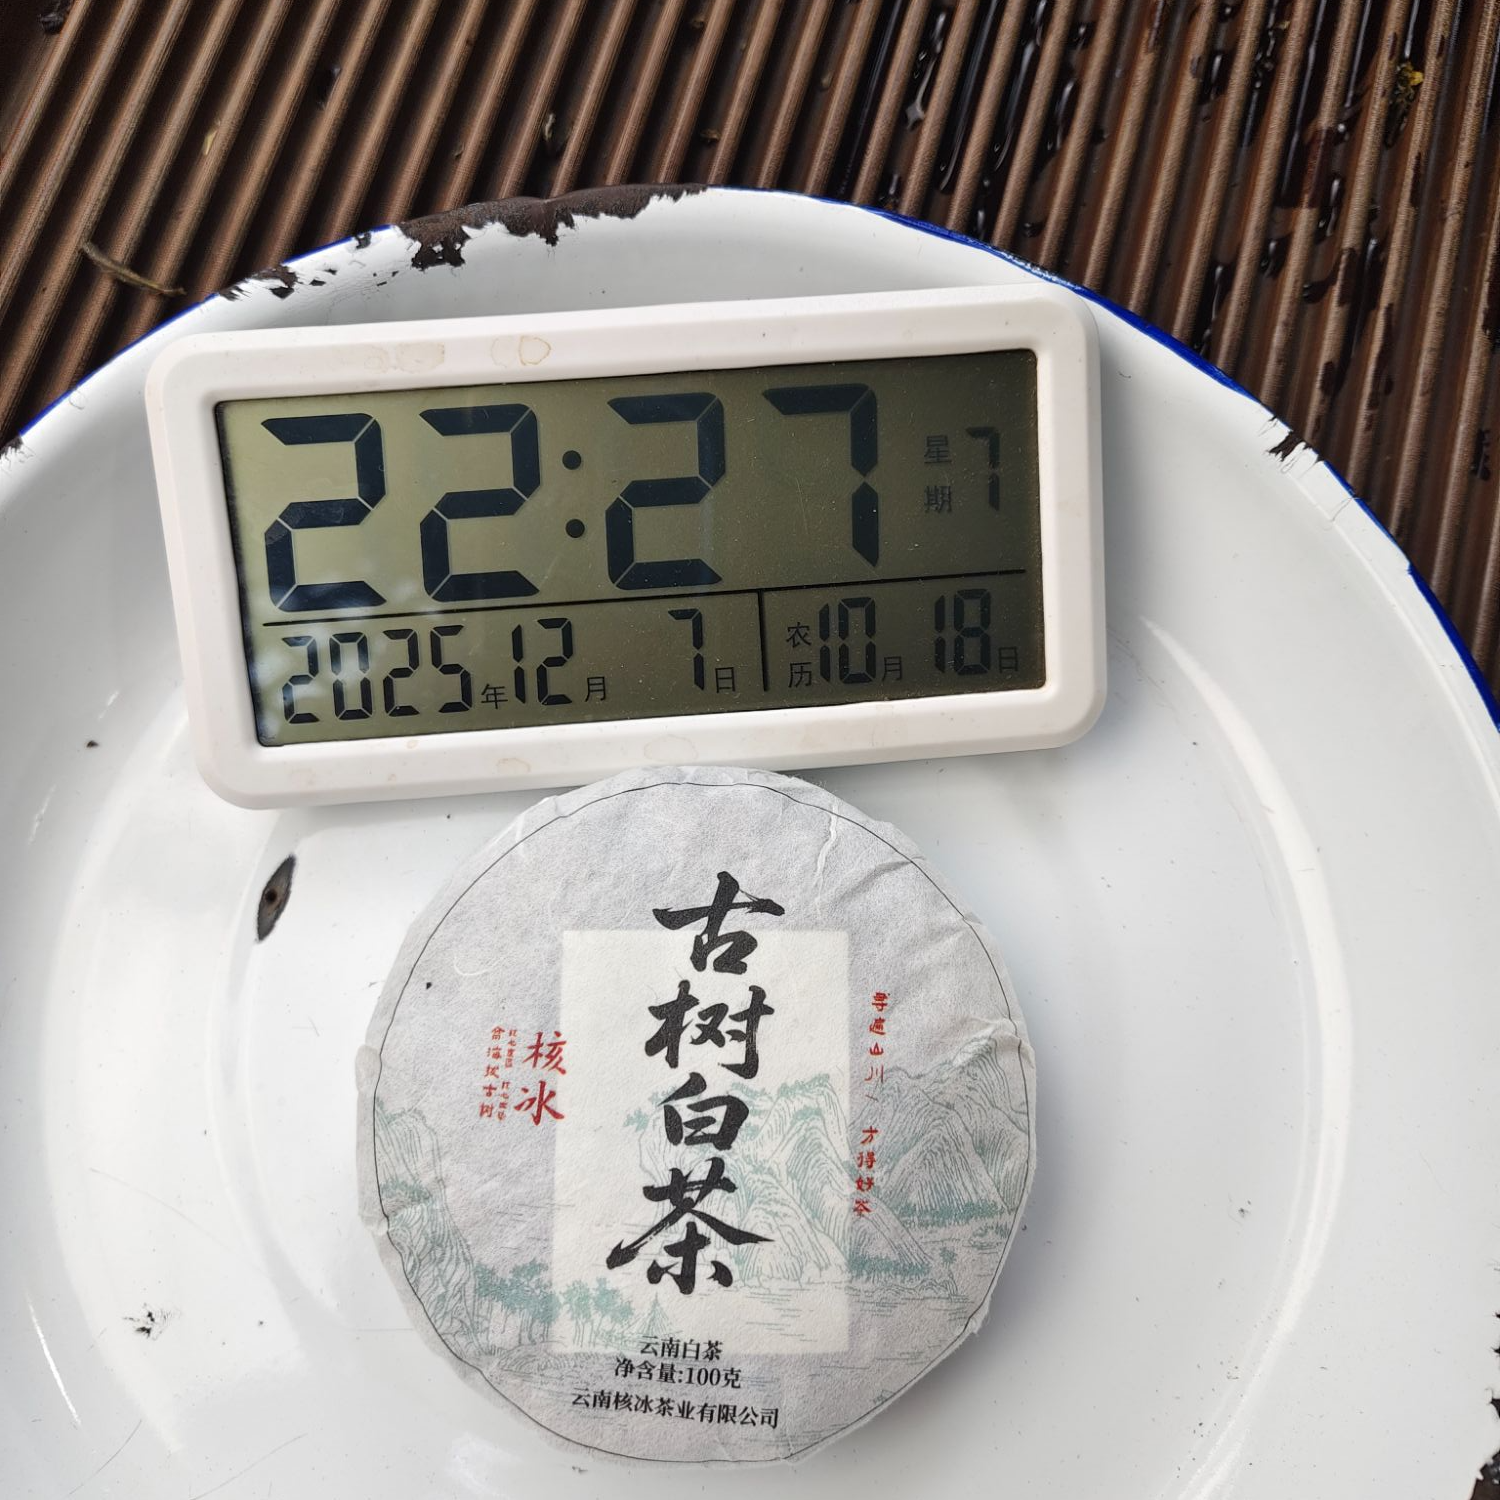 22:27
星期 7
2025年12月 7日
农历10月 18日
古树白茶
寻遍山川、方得好茶
核冰
云南白茶
净含量:100克
云南核冰茶业有限公司